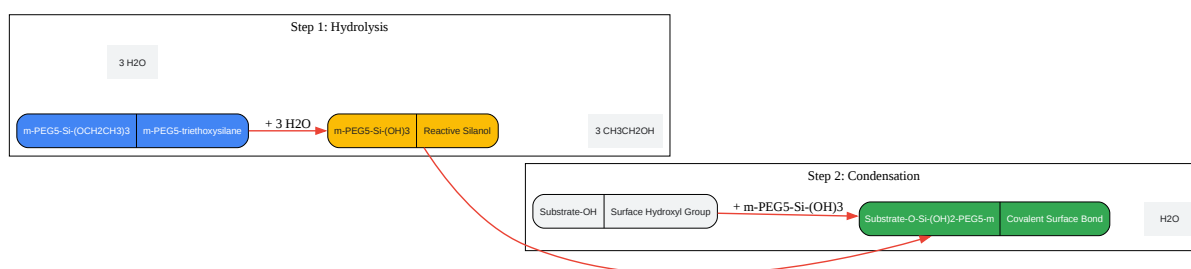 Step 1: Hydrolysis
3 H2O
m-PEG5-Si-(OCH2CH3)3
m-PEG5-triethoxysilane
+ 3 H2O
m-PEG5-Si-(OH)3
Reactive Silanol
3 CH3CH2OH
Step 2: Condensation
Substrate-OH
Surface Hydroxyl Group
+ m-PEG5-Si-(OH)3
Substrate-O-Si-(OH)2-PEG5-m
Covalent Surface Bond
H2O